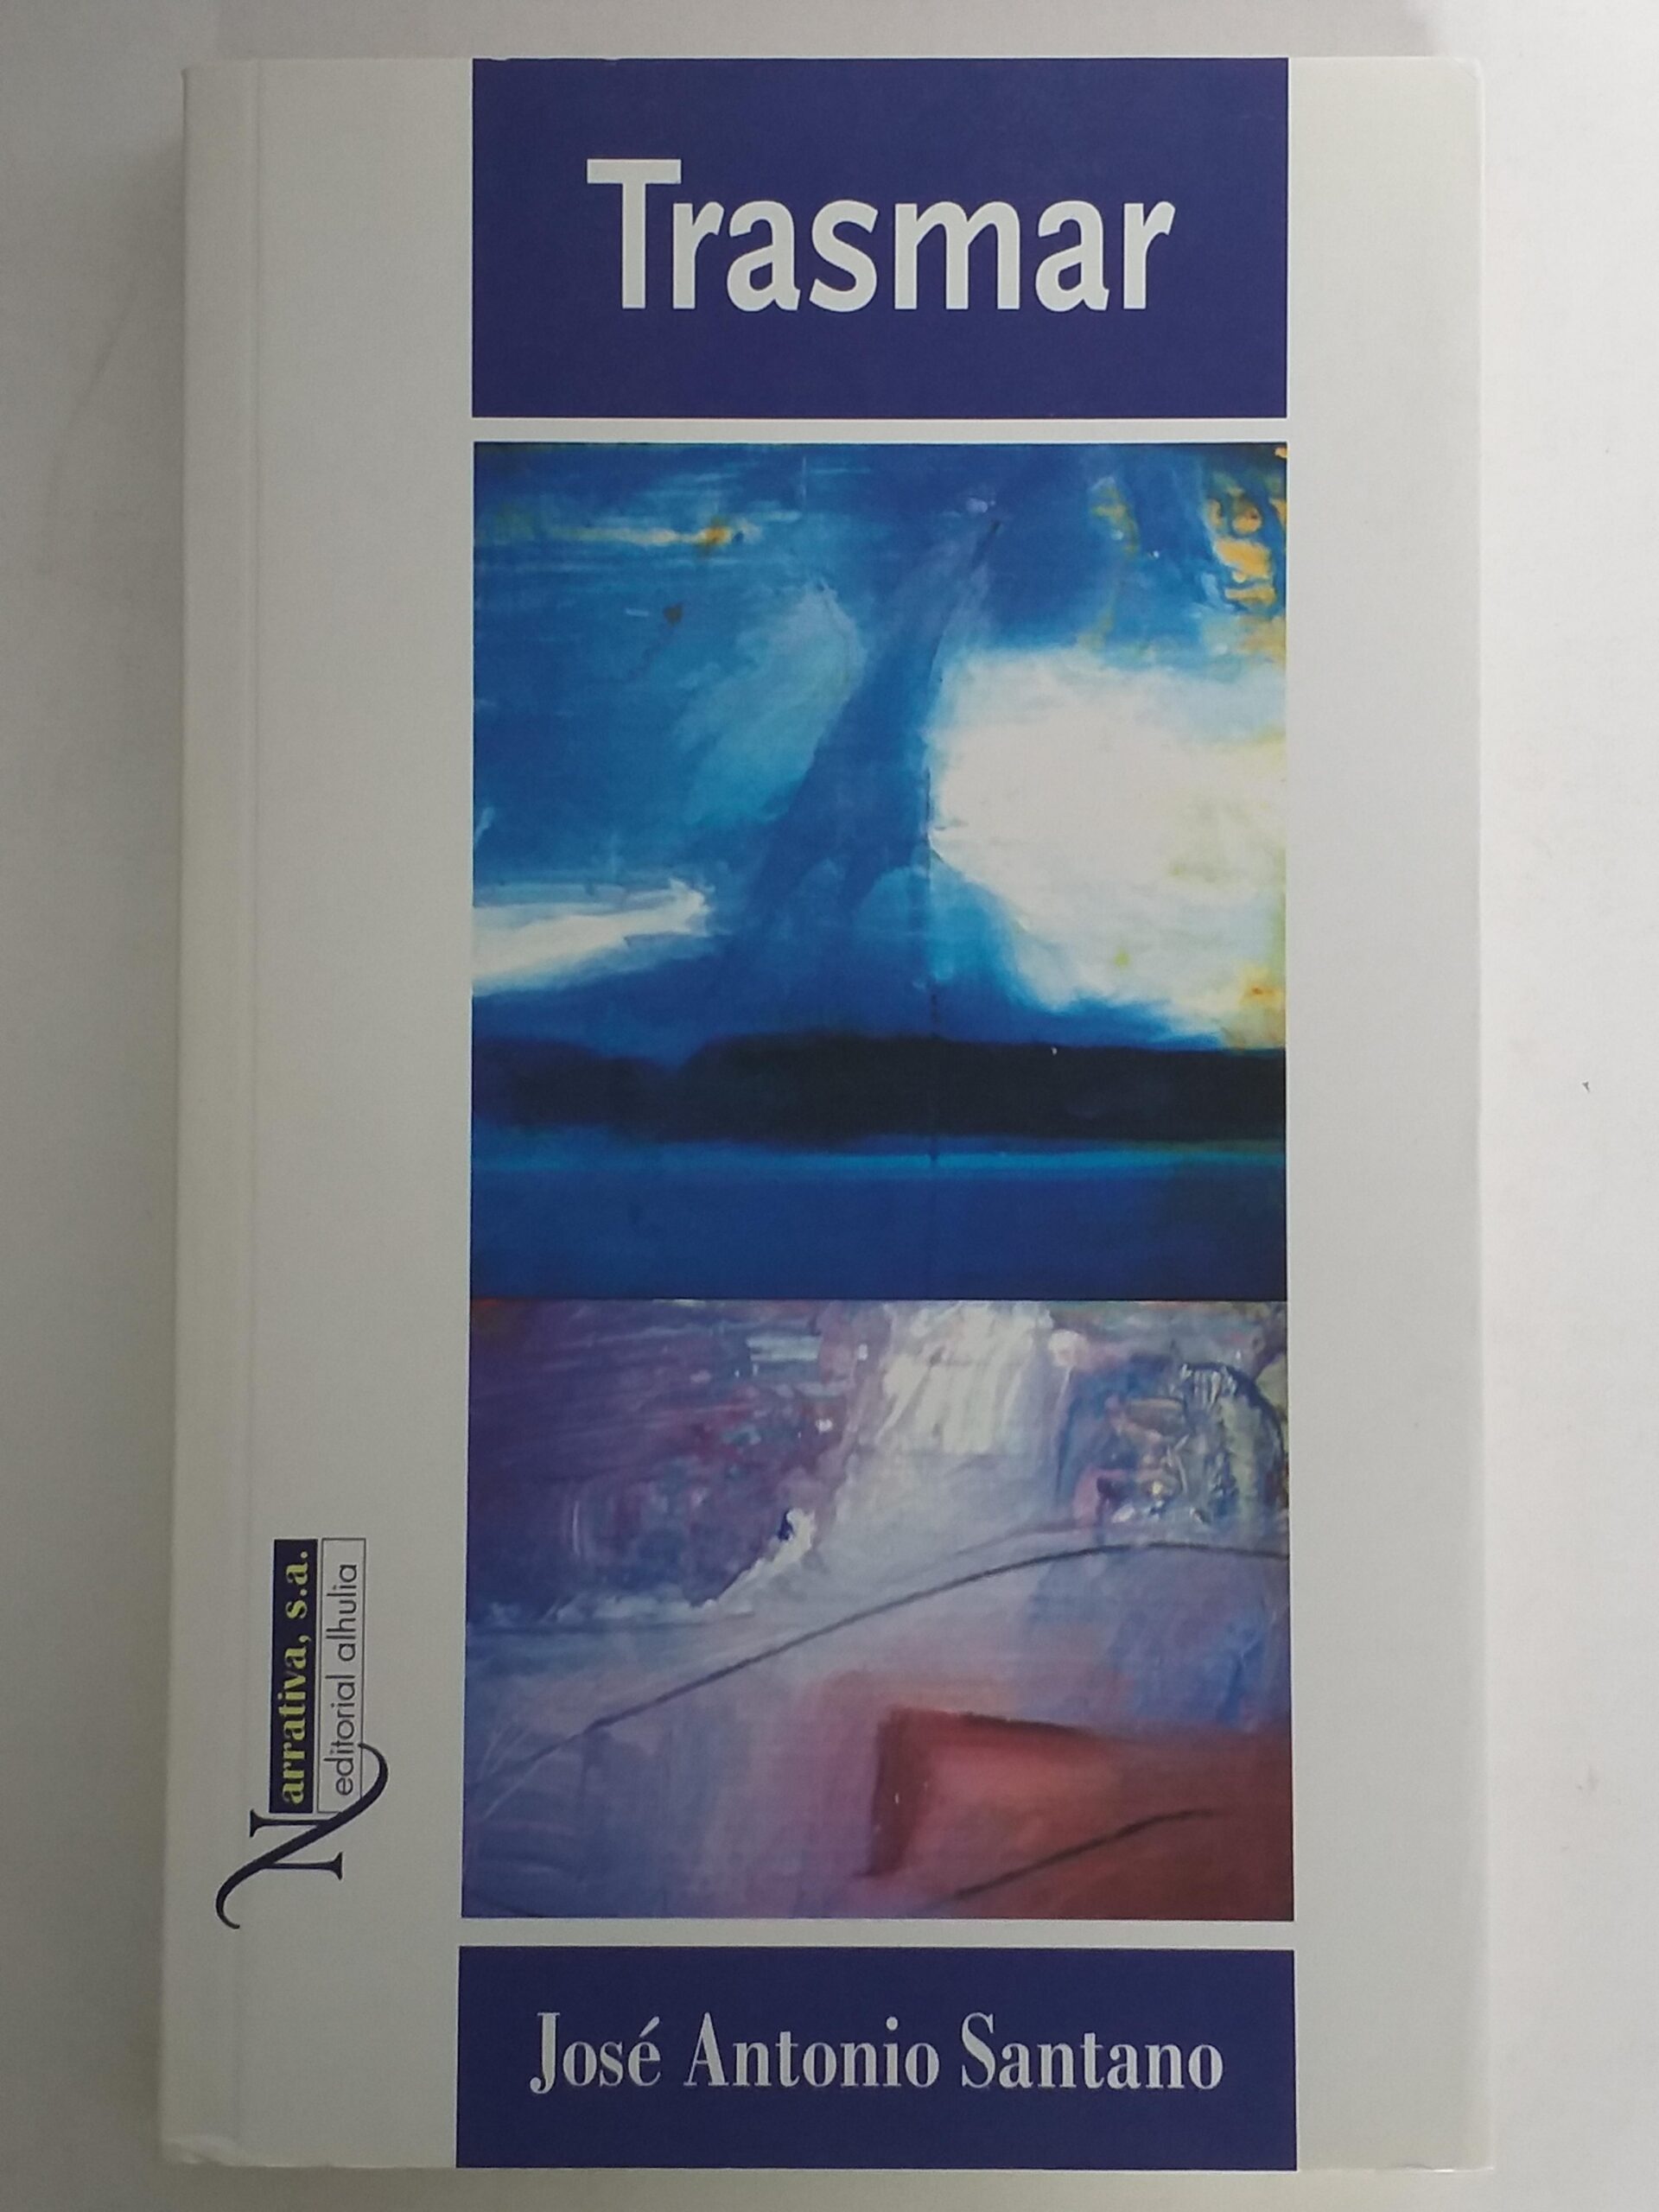 Trasmar
Narrativa, s.a.
editorial alhulia
José Antonio Santano